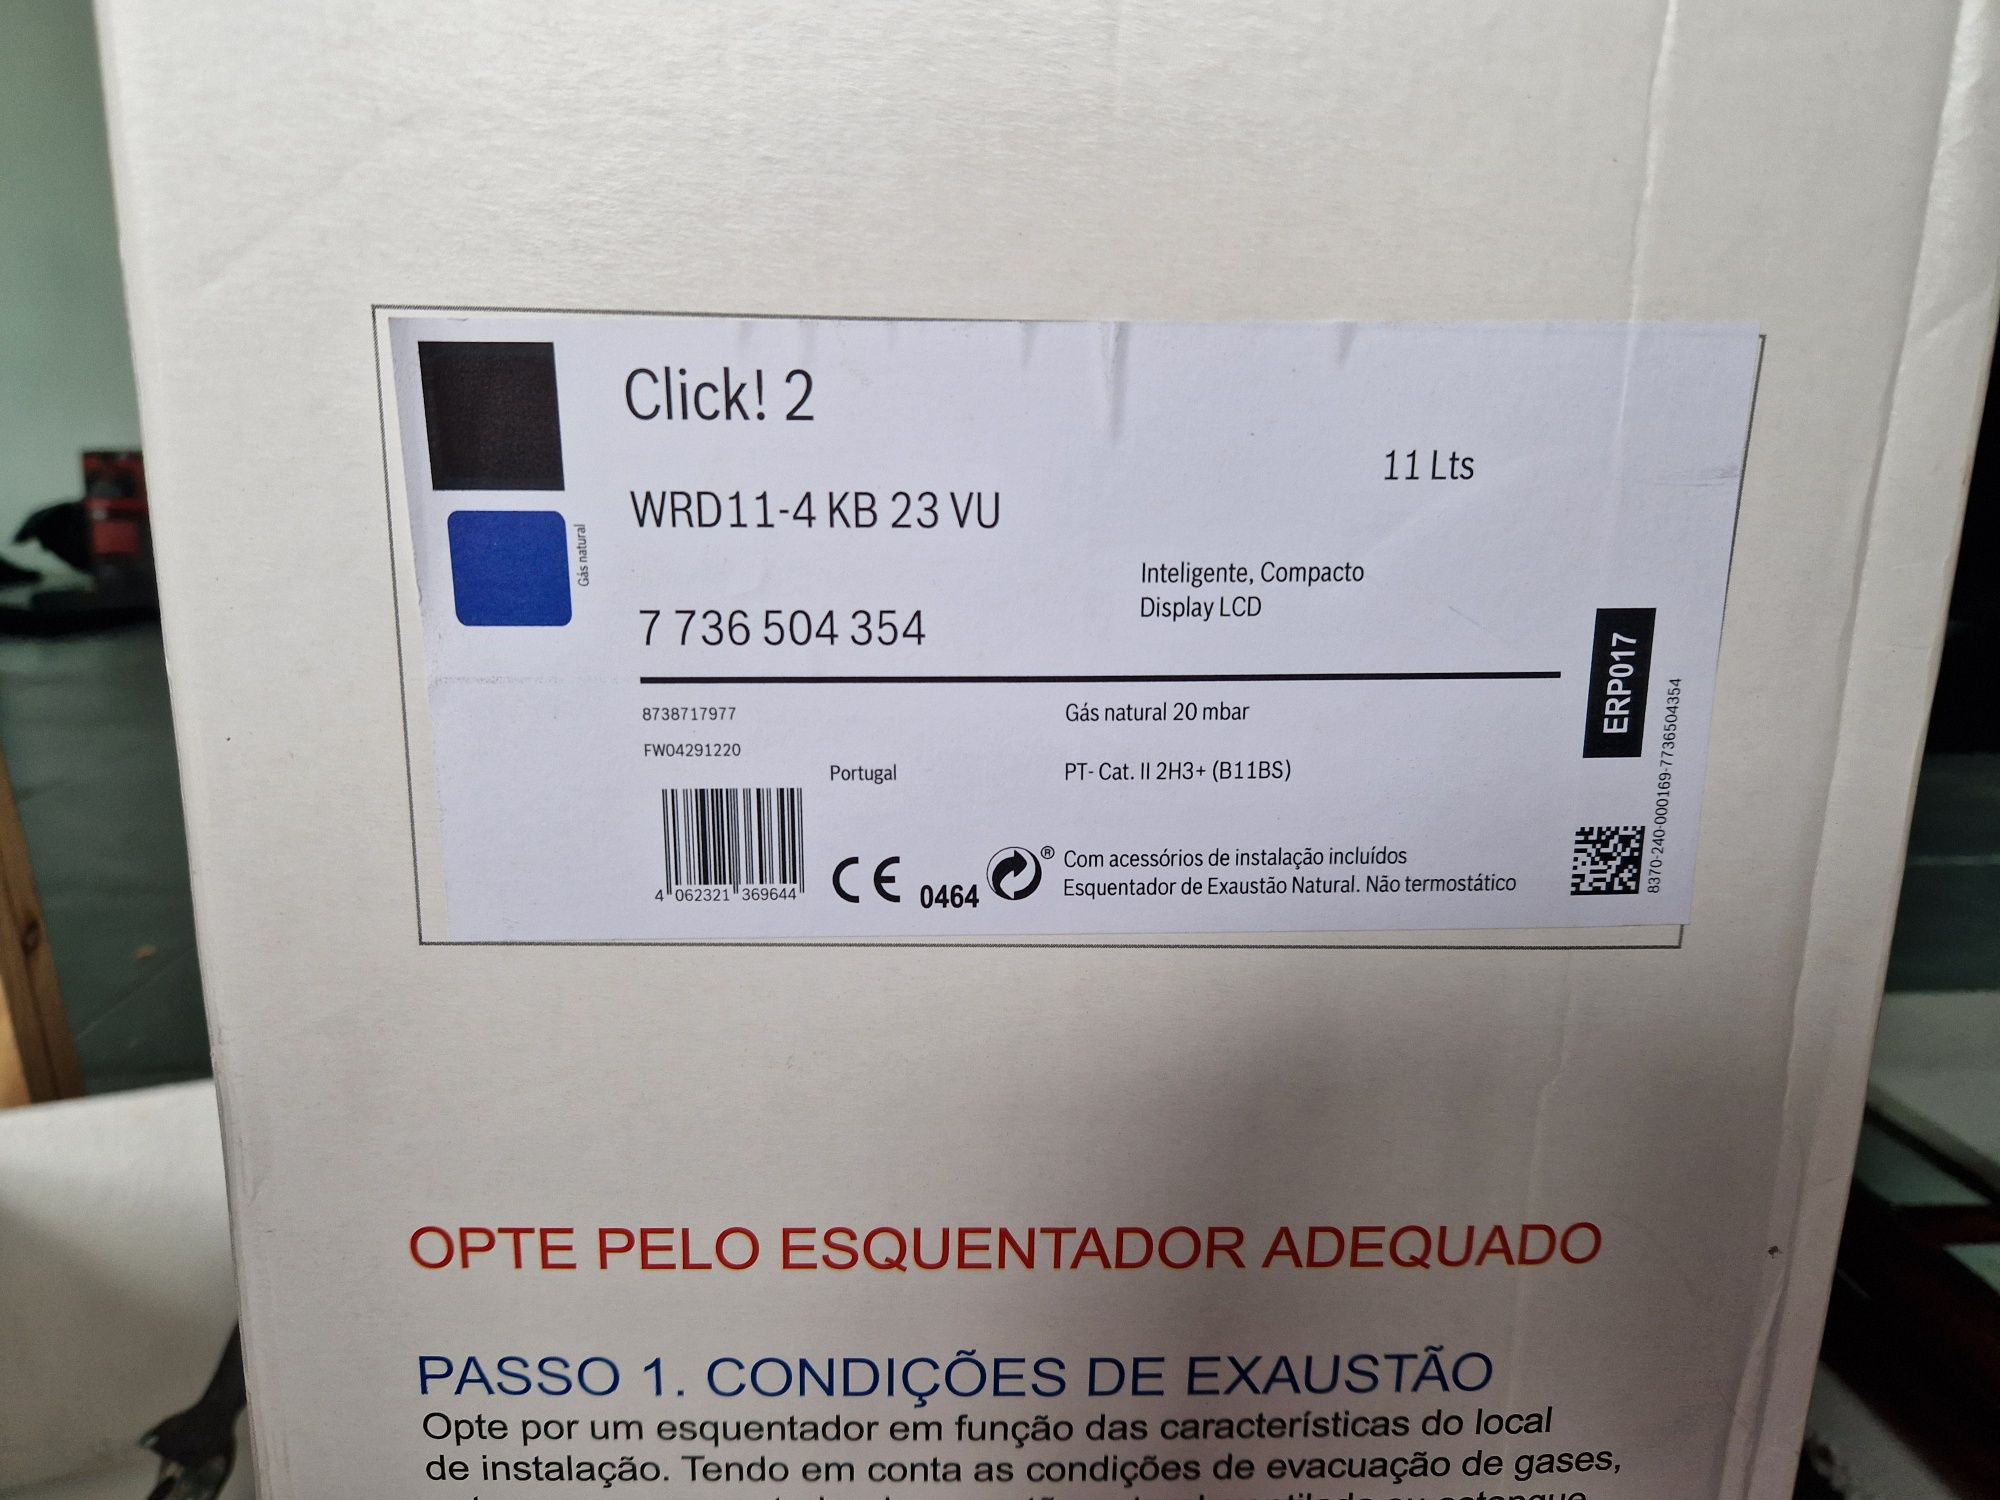 Click! 2
11 Lts
WRD11-4 KB 23 VU
Gás natural
Inteligente, Compacto
Display LCD
7 736 504 354
ERP017
8738717977
Gás natural 20 mbar
FW04291220
Portugal
PT- Cat. II 2H3+ (B11BS)
8370-240-000169-7736504354
CE 0464
® Com acessórios de instalação incluídos
Esquentador de Exaustão Natural. Não termostático
4 062321 369644
OPTE PELO ESQUENTADOR ADEQUADO
PASSO 1. CONDIÇÕES DE EXAUSTÃO
Opte por um esquentador em função das características do local
de instalação. Tendo em conta as condições de evacuação de gases,